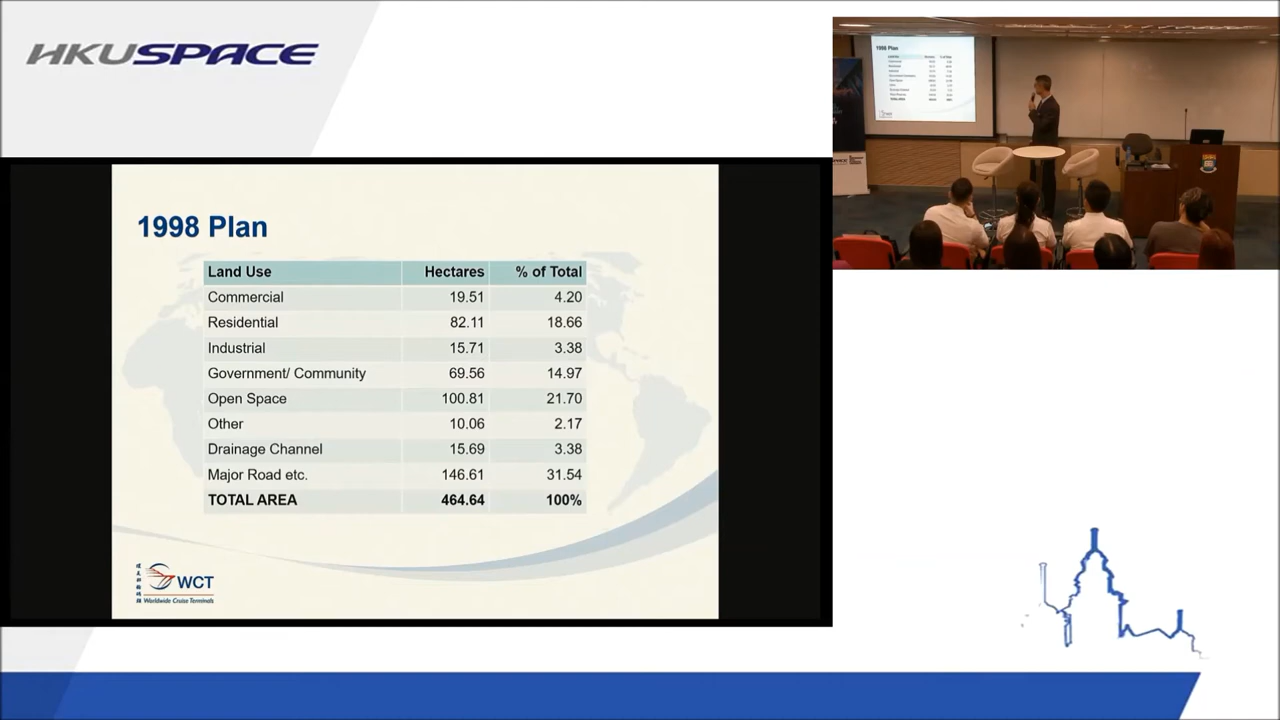 HKUSPACE
1998 Plan
Land Use Hectares % of Total
Commercial 19.51 4.20
Residential 82.11 18.66
Industrial 15.71 3.38
Government/ Community 69.56 14.97
Open Space 100.81 21.70
Other 10.06 2.17
Drainage Channel 15.69 3.38
Major Road etc. 146.61 31.54
TOTAL AREA 464.64 100%
WCT
Worldwide Cruise Terminals
1998 Plan